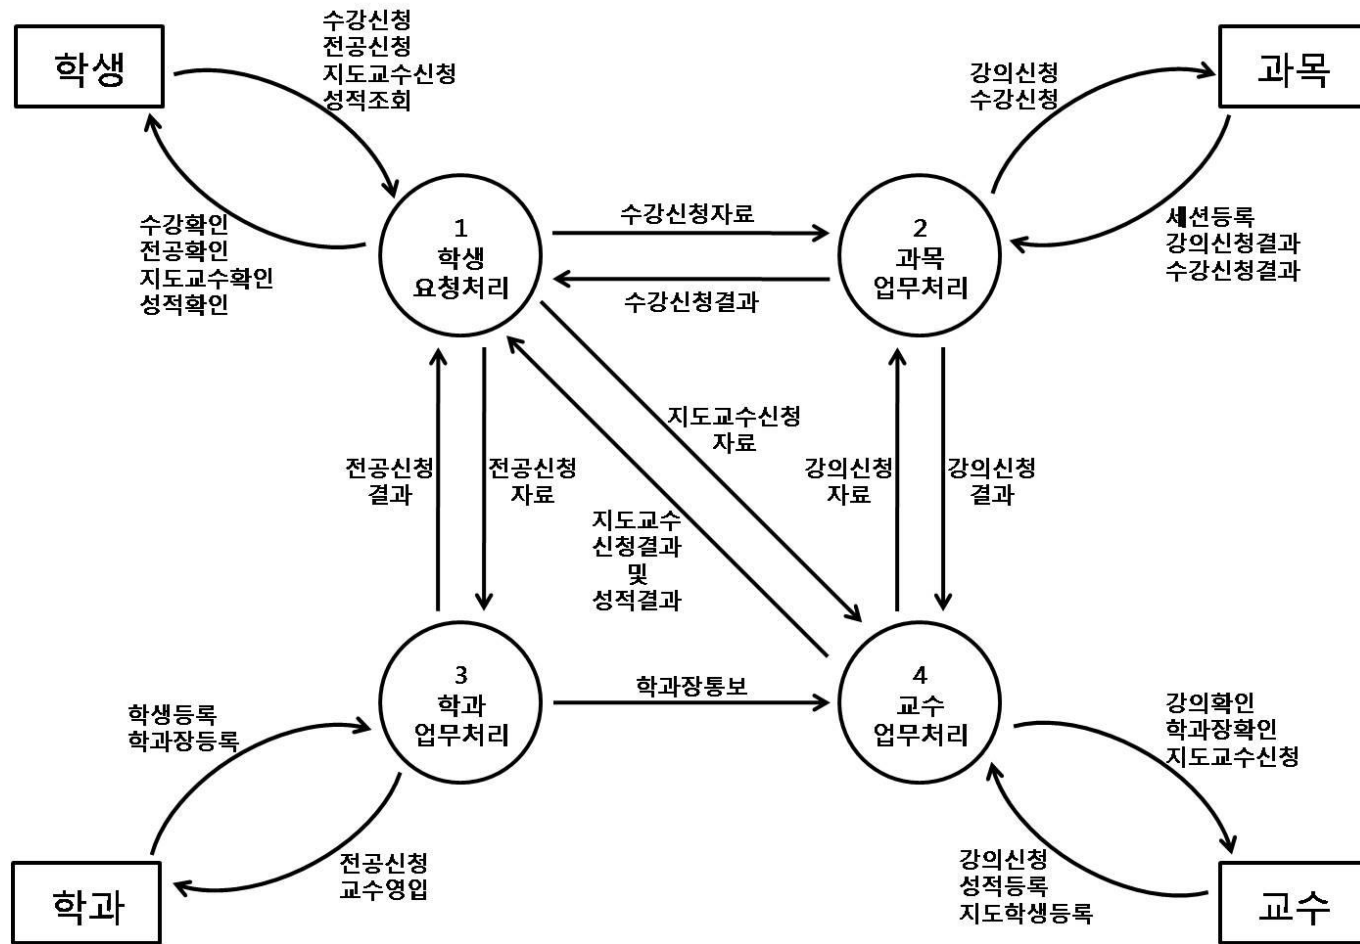 학생
수강신청
전공신청
지도교수신청
성적조회
강의신청
수강신청
과목
수강확인
전공확인
지도교수확인
성적확인
1
학생
요청처리
수강신청자료
수강신청결과
2
과목
업무처리
세션등록
강의신청결과
수강신청결과
전공신청
결과
전공신청
자료
지도교수신청
자료
지도교수
신청결과
및
성적결과
강의신청
자료
강의신청
결과
3
학과
업무처리
학과장통보
4
교수
업무처리
학생등록
학과장등록
전공신청
교수영입
학과
강의확인
학과장확인
지도교수신청
강의신청
성적등록
지도학생등록
교수